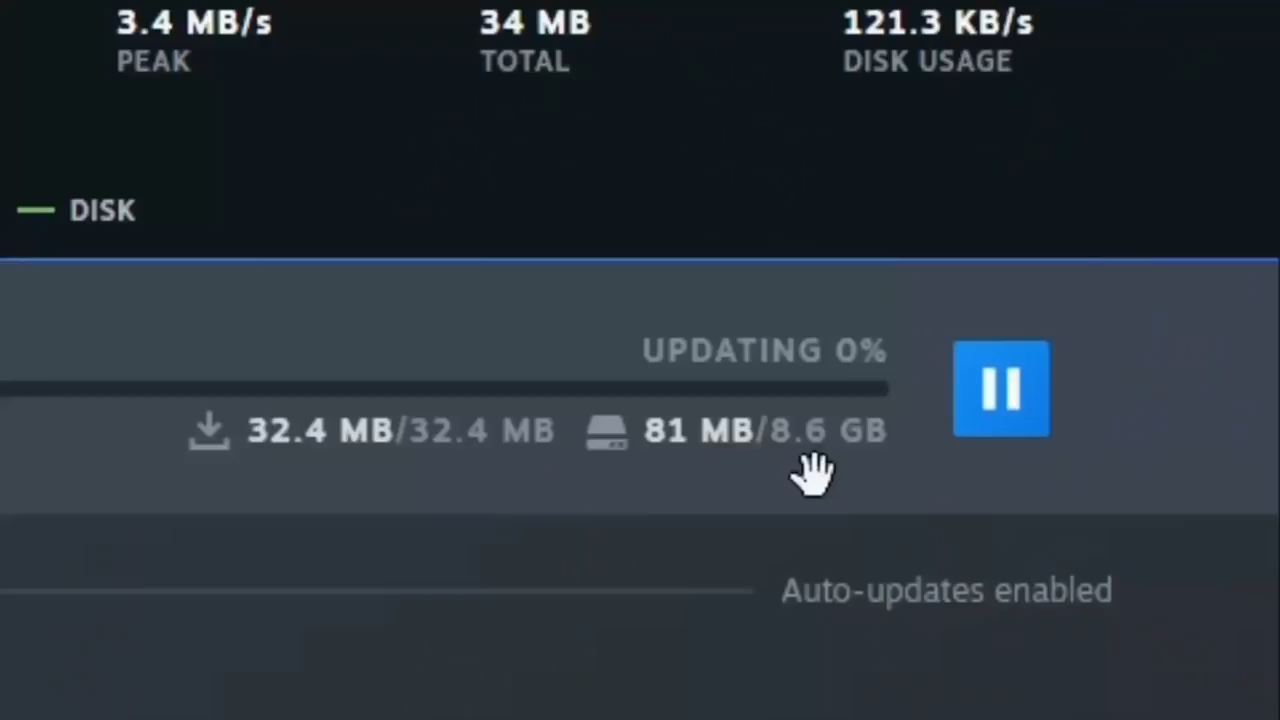 3.4 MB/s 34 MB 121.3 KB/s
PEAK TOTAL DISK USAGE
DISK
UPDATING 0%
32.4 MB/32.4 MB 81 MB/8.6 GB
Auto-updates enabled